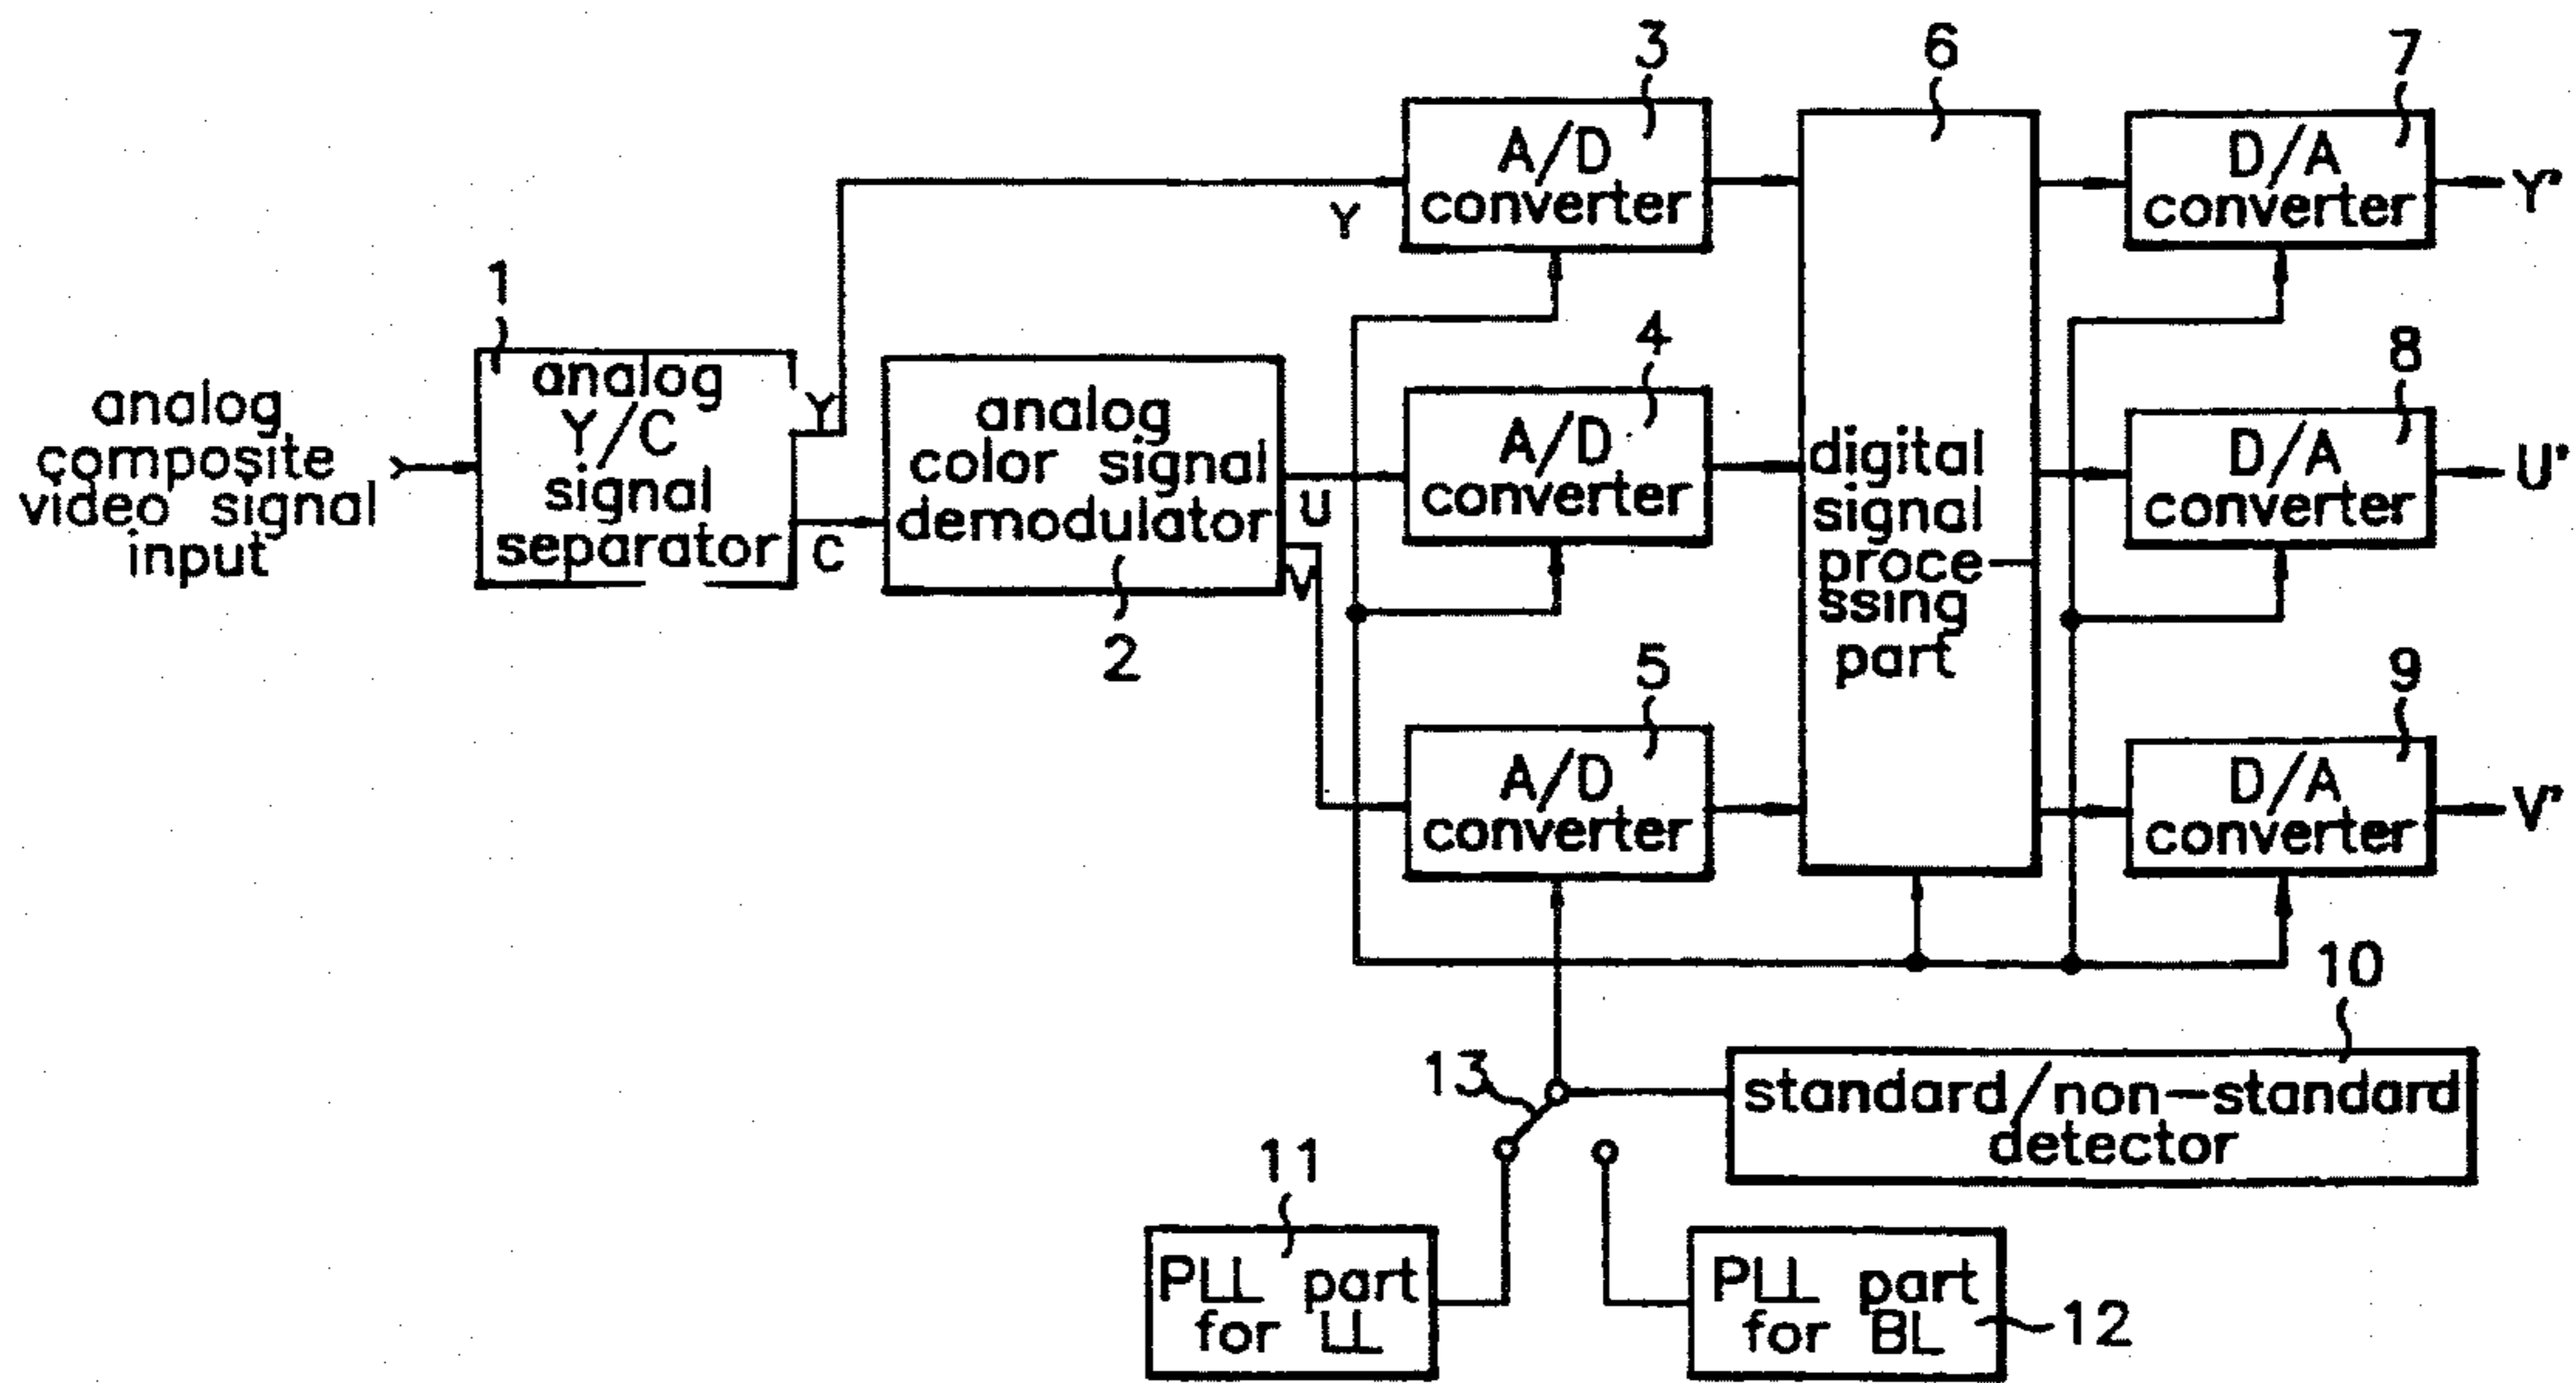 3
6
7
A/D
converter
D/A
converter
Y'
Y
1
analog
composite
video signal
input
analog
Y/C
signal
separator
Y
C
analog
color signal
demodulator
2
U
V
4
A/D
converter
digital
signal
proce-
ssing
part
8
D/A
converter
U'
5
A/D
converter
9
D/A
converter
V'
10
standard/non-standard
detector
13
11
PLL part
for LL
PLL part
for BL
12